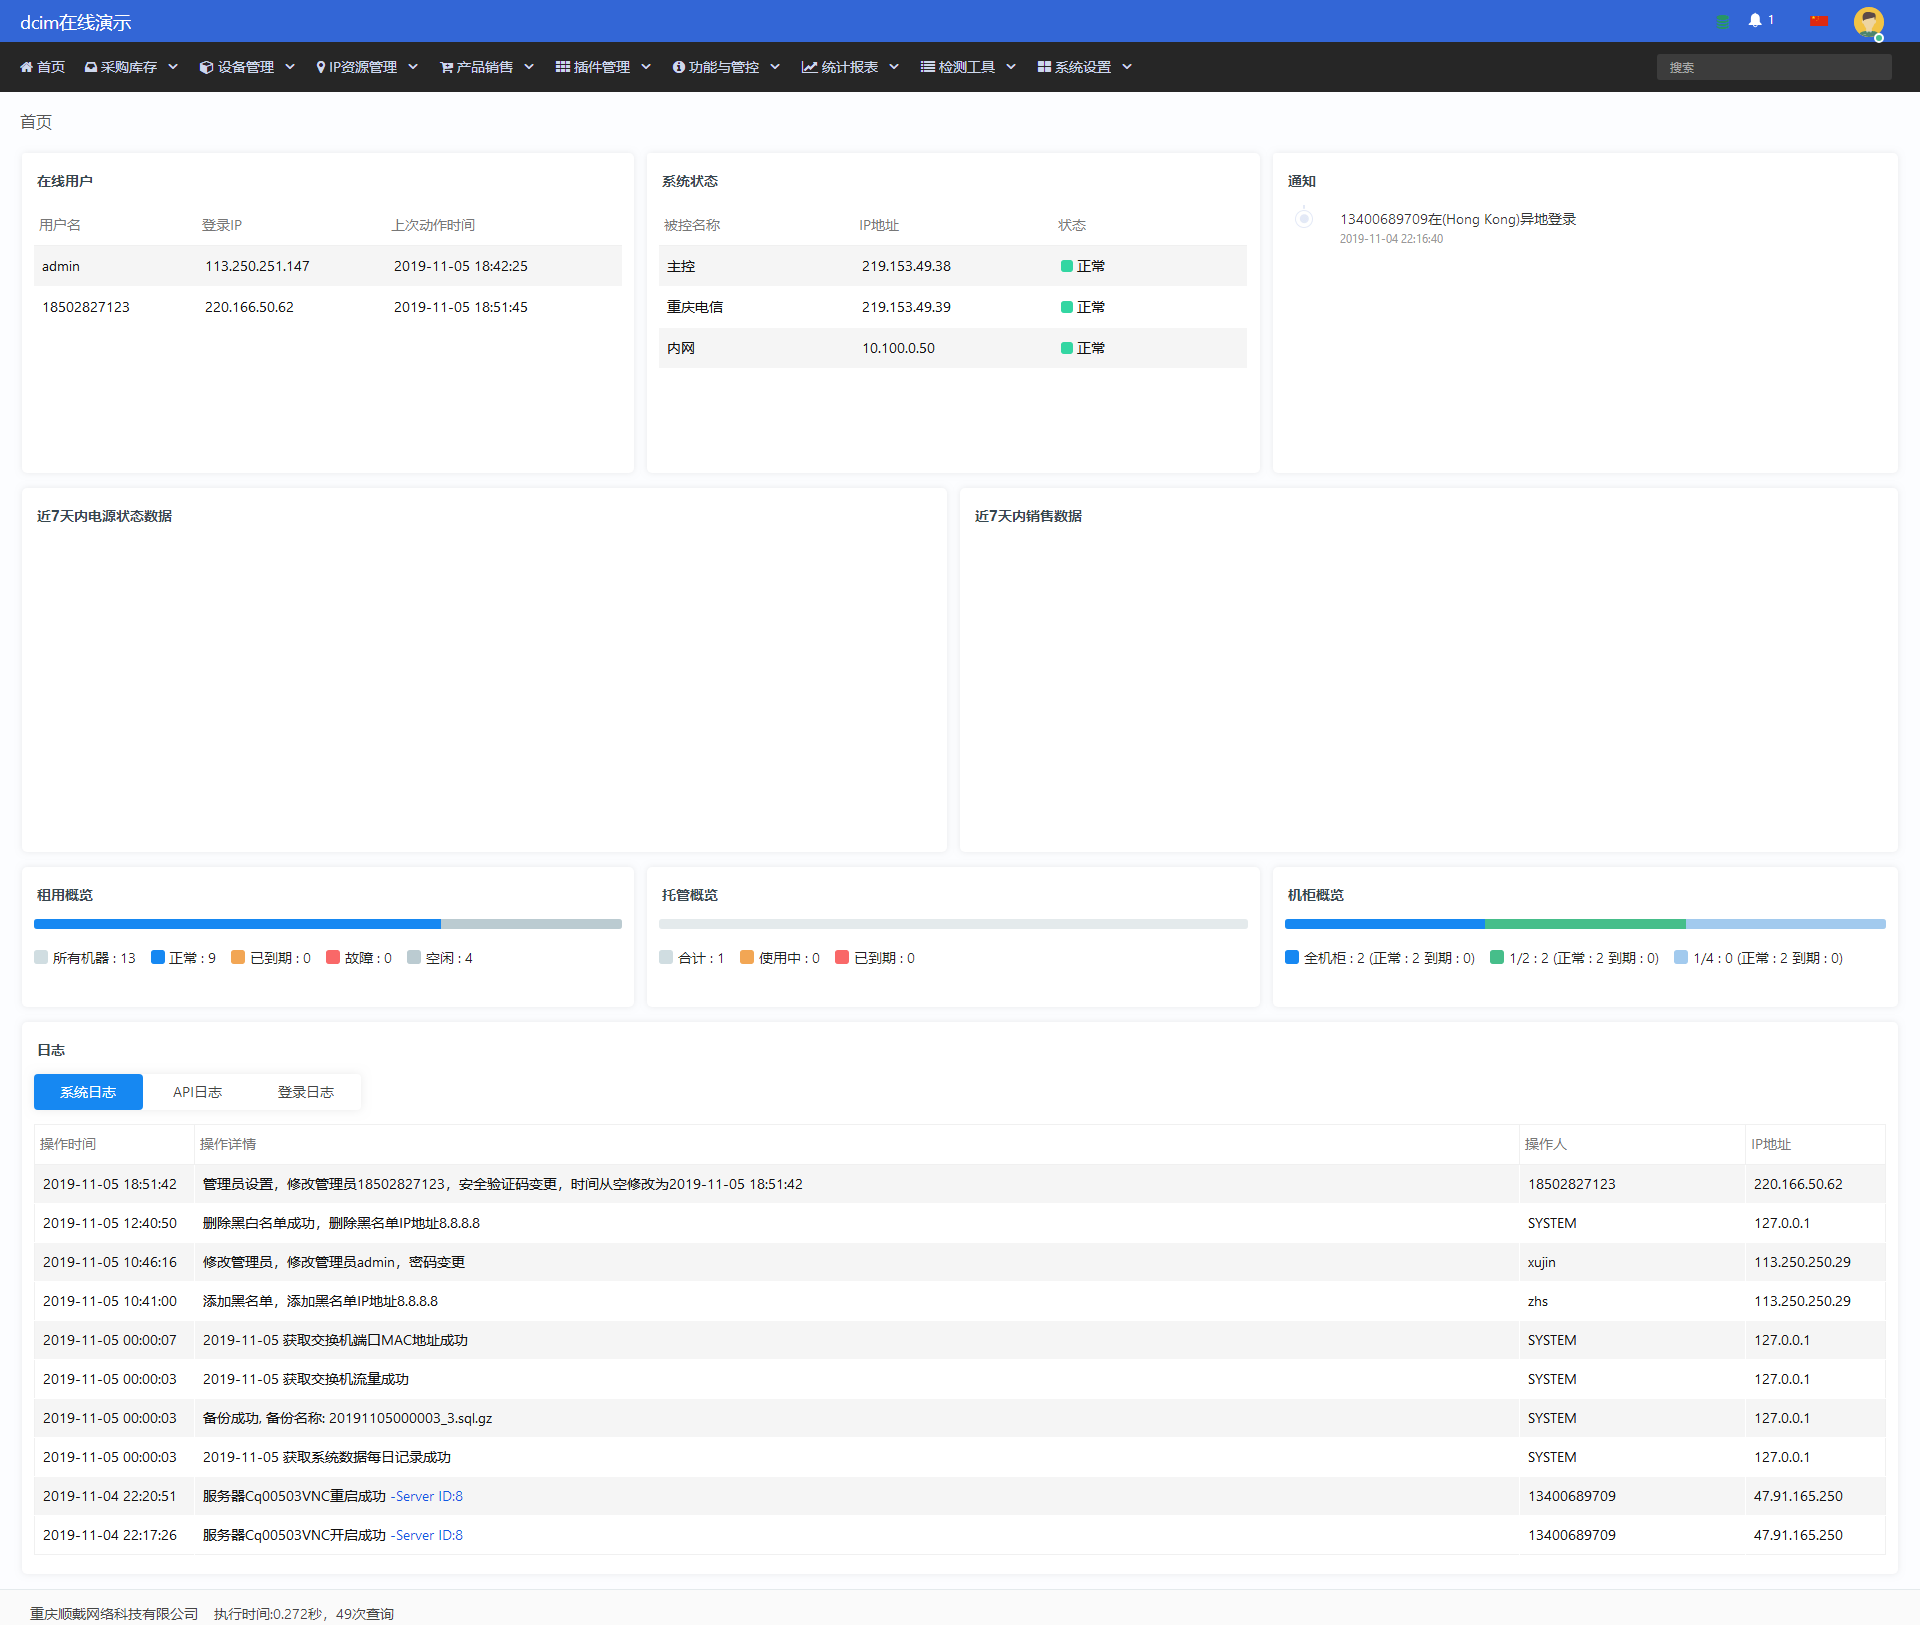 dcim在线演示
1
首页 采购库存 设备管理 IP资源管理 产品销售 插件管理 功能与管控 统计报表 检测工具 系统设置 搜索
首页
在线用户
用户名 登录IP 上次动作时间
admin 113.250.251.147 2019-11-05 18:42:25
18502827123 220.166.50.62 2019-11-05 18:51:45
系统状态
被控名称 IP地址 状态
主控 219.153.49.38 正常
重庆电信 219.153.49.39 正常
内网 10.100.0.50 正常
通知
13400689709在(Hong Kong)异地登录
2019-11-04 22:16:40
近7天内电源状态数据
近7天内销售数据
租用概览
所有机器 : 13 正常 : 9 已到期 : 0 故障 : 0 空闲 : 4
托管概览
合计 : 1 使用中 : 0 已到期 : 0
机柜概览
全机柜 : 2 (正常 : 2 到期 : 0) 1/2 : 2 (正常 : 2 到期 : 0) 1/4 : 0 (正常 : 2 到期 : 0)
日志
系统日志 API日志 登录日志
操作时间 操作详情 操作人 IP地址
2019-11-05 18:51:42 管理员设置，修改管理员18502827123，安全验证码变更，时间从空修改为2019-11-05 18:51:42 18502827123 220.166.50.62
2019-11-05 12:40:50 删除黑白名单成功，删除黑名单IP地址8.8.8.8 SYSTEM 127.0.0.1
2019-11-05 10:46:16 修改管理员，修改管理员admin，密码变更 xujin 113.250.250.29
2019-11-05 10:41:00 添加黑名单，添加黑名单IP地址8.8.8.8 zhs 113.250.250.29
2019-11-05 00:00:07 2019-11-05 获取交换机端口MAC地址成功 SYSTEM 127.0.0.1
2019-11-05 00:00:03 2019-11-05 获取交换机流量成功 SYSTEM 127.0.0.1
2019-11-05 00:00:03 备份成功, 备份名称: 20191105000003_3.sql.gz SYSTEM 127.0.0.1
2019-11-05 00:00:03 2019-11-05 获取系统数据每日记录成功 SYSTEM 127.0.0.1
2019-11-04 22:20:51 服务器Cq00503VNC重启成功 -Server ID:8 13400689709 47.91.165.250
2019-11-04 22:17:26 服务器Cq00503VNC开启成功 -Server ID:8 13400689709 47.91.165.250
重庆顺戴网络科技有限公司 执行时间:0.272秒，49次查询